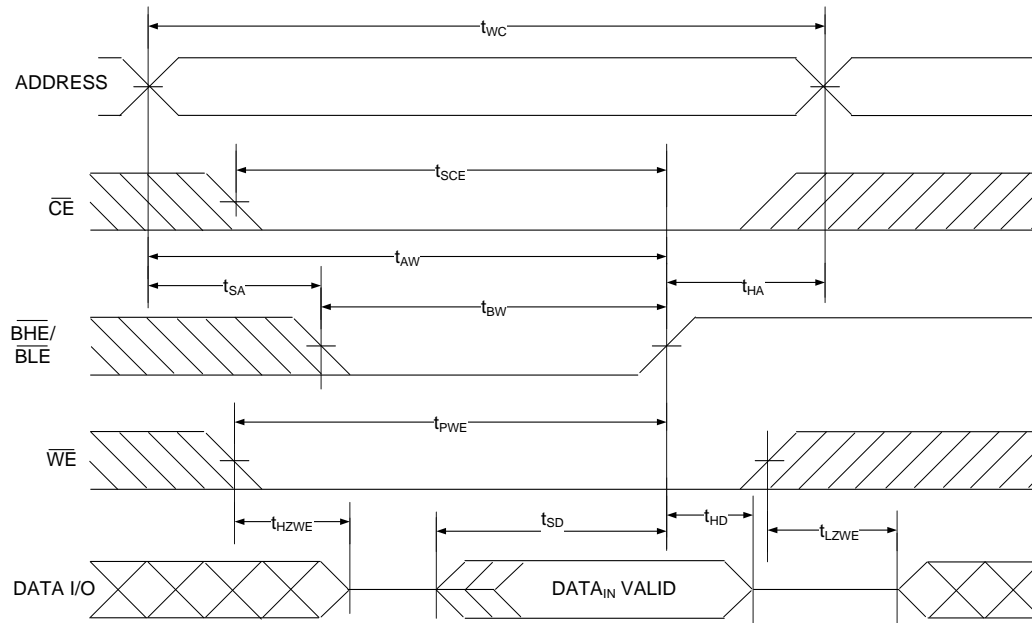 tWC
ADDRESS
tSCE
CE
tAW
tSA
tHA
tBW
BHE/
BLE
tPWE
WE
tHZWE
tSD
tHD
tLZWE
DATA I/O
DATAIN VALID